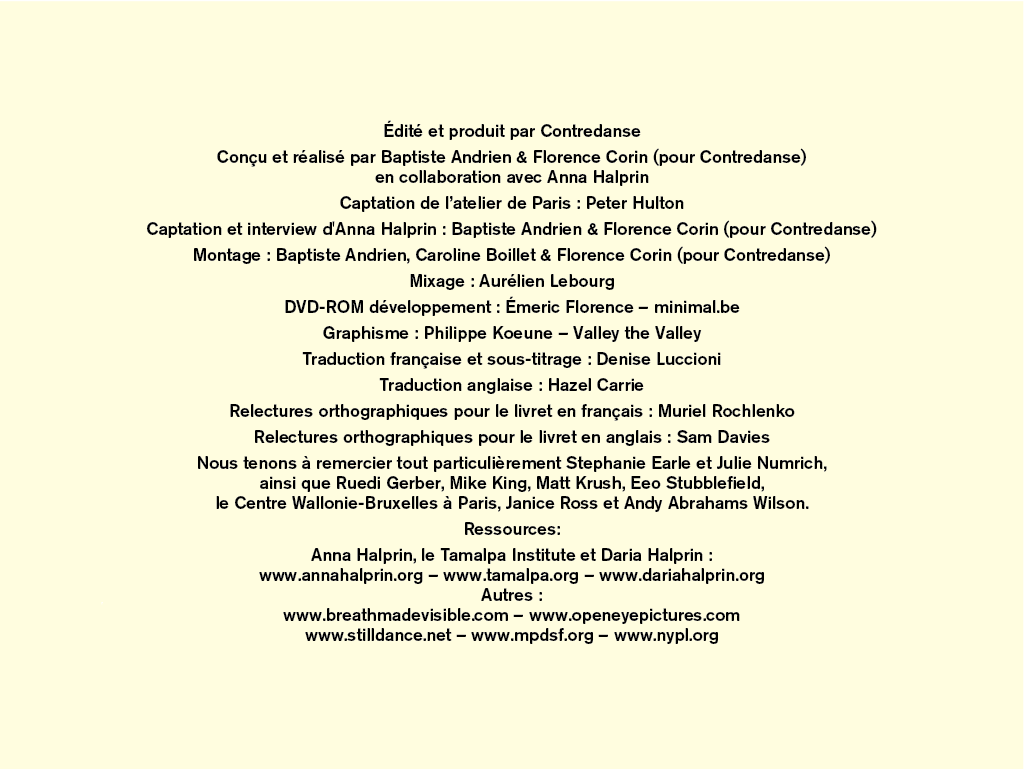 Édité et produit par Contredanse
Conçu et réalisé par Baptiste Andrien & Florence Corin (pour Contredanse)
en collaboration avec Anna Halprin
Captation de l’atelier de Paris : Peter Hulton
Captation et interview d'Anna Halprin : Baptiste Andrien & Florence Corin (pour Contredanse)
Montage : Baptiste Andrien, Caroline Boillet & Florence Corin (pour Contredanse)
Mixage : Aurélien Lebourg
DVD-ROM développement : Émeric Florence – minimal.be
Graphisme : Philippe Koeune – Valley the Valley
Traduction française et sous-titrage : Denise Luccioni
Traduction anglaise : Hazel Carrie
Relectures orthographiques pour le livret en français : Muriel Rochlenko
Relectures orthographiques pour le livret en anglais : Sam Davies
Nous tenons à remercier tout particulièrement Stephanie Earle et Julie Numrich,
ainsi que Ruedi Gerber, Mike King, Matt Krush, Eeo Stubblefield,
le Centre Wallonie-Bruxelles à Paris, Janice Ross et Andy Abrahams Wilson.
Ressources:
Anna Halprin, le Tamalpa Institute et Daria Halprin :
www.annahalprin.org – www.tamalpa.org – www.dariahalprin.org
Autres :
www.breathmadevisible.com – www.openeyepictures.com
www.stilldance.net – www.mpdsf.org – www.nypl.org